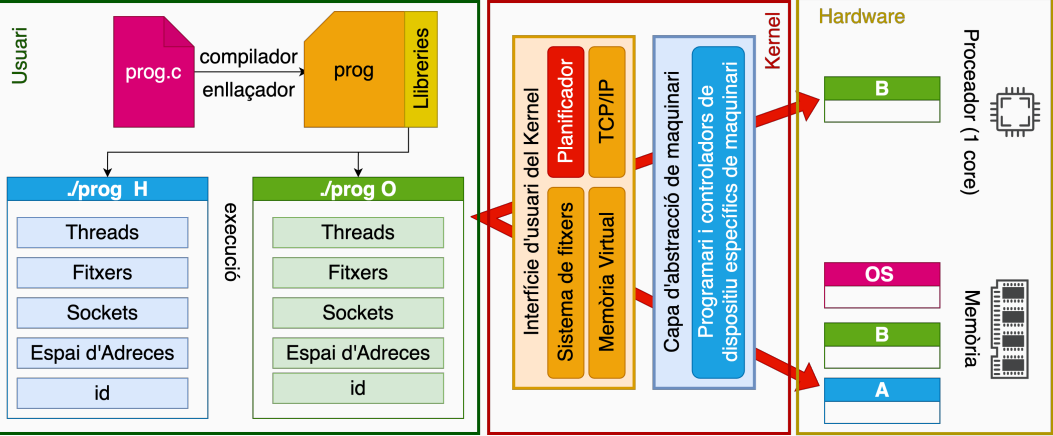 Usuari
prog.c
compilador
enllaçador
prog
Llibreries
./prog H
Threads
Fitxers
Sockets
Espai d'Adreces
id
execució
./prog O
Threads
Fitxers
Sockets
Espai d'Adreces
id
Kernel
Interfície d'usuari del Kernel
Planificador
TCP/IP
Sistema de fitxers
Memòria Virtual
Capa d'abstracció de maquinari
Programari i controladors de
dispositiu específics de maquinari
Hardware
B
Proceador (1 core)
OS
B
A
Memòria